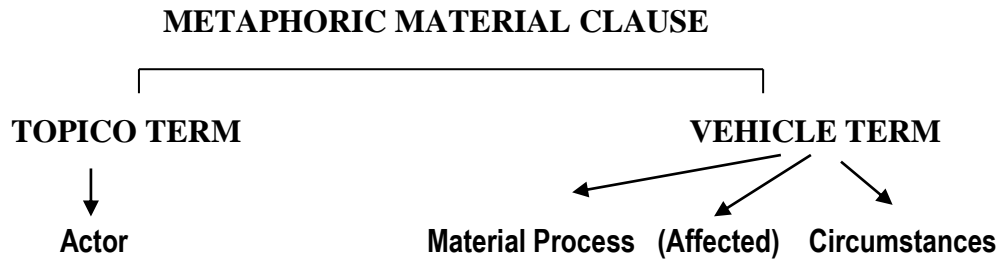 METAPHORIC MATERIAL CLAUSE
TOPICO TERM VEHICLE TERM
Actor Material Process (Affected) Circumstances